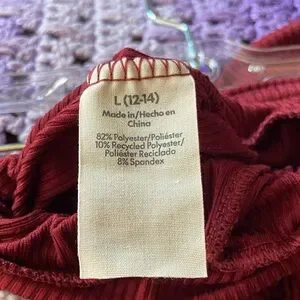 L (12-14)
Made in/Hecho en
China
82% Polyester/Poliéster
10% Recycled Polyester/
Poliéster Reciclado
8% Spandex